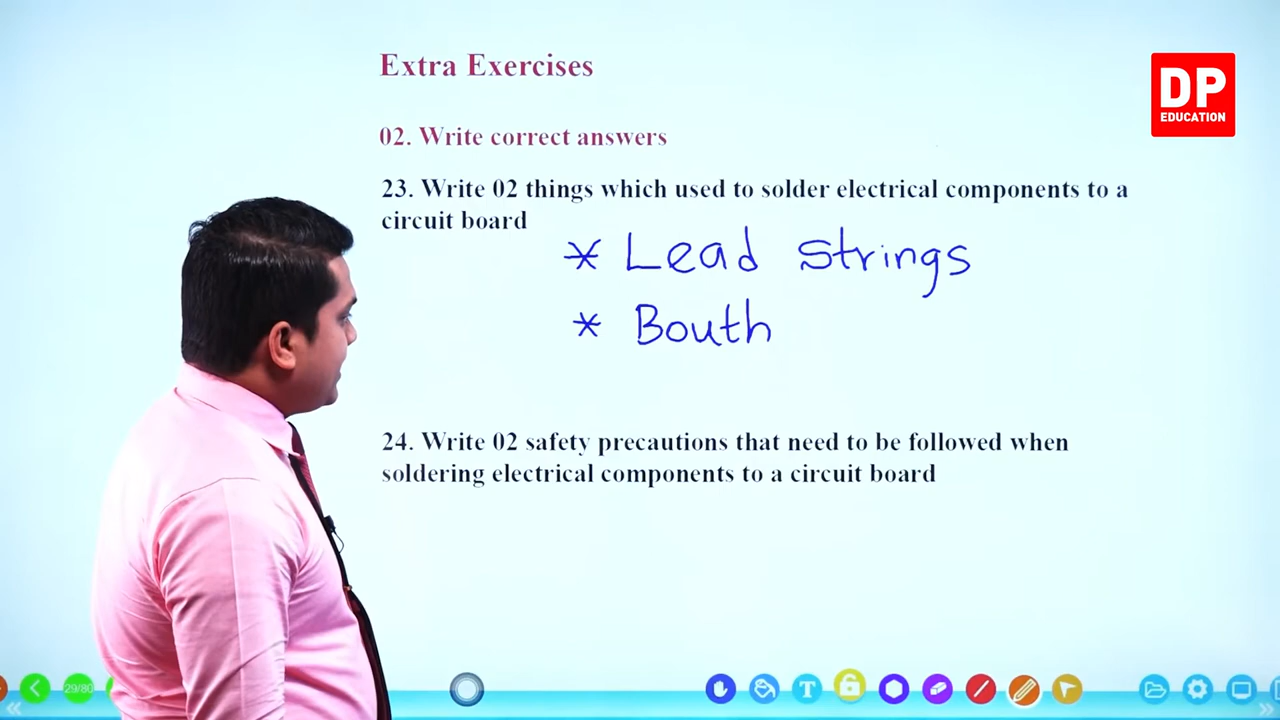 Extra Exercises
DP
EDUCATION
02. Write correct answers
23. Write 02 things which used to solder electrical components to a
circuit board
* Lead Strings
* Bouth
24. Write 02 safety precautions that need to be followed when
soldering electrical components to a circuit board
29/80
T